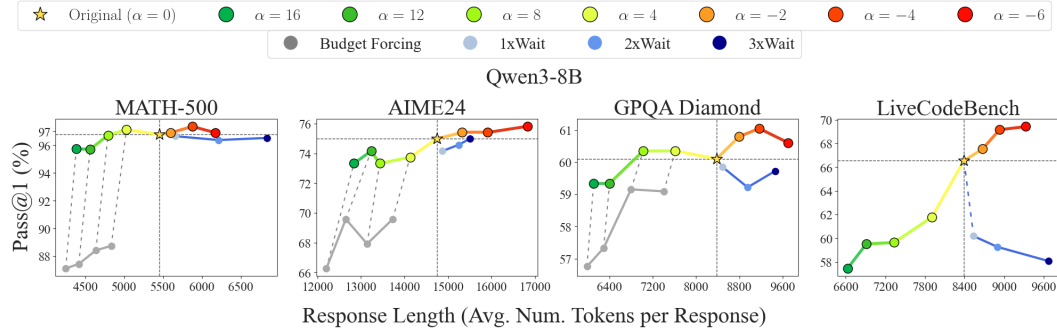 Original (α = 0) α = 16 α = 12 α = 8 α = 4 α = −2 α = −4 α = −6
Budget Forcing 1xWait 2xWait 3xWait
Qwen3-8B
MATH-500 AIME24 GPQA Diamond LiveCodeBench
Pass@1 (%)
97
96
94
92
90
88
4500 5000 5500 6000 6500
76
74
72
70
68
66
12000 13000 14000 15000 16000 17000
61
60
59
58
57
6400 7200 8000 8800 9600
70
68
66
64
62
60
58
6600 7200 7800 8400 9000 9600
Response Length (Avg. Num. Tokens per Response)